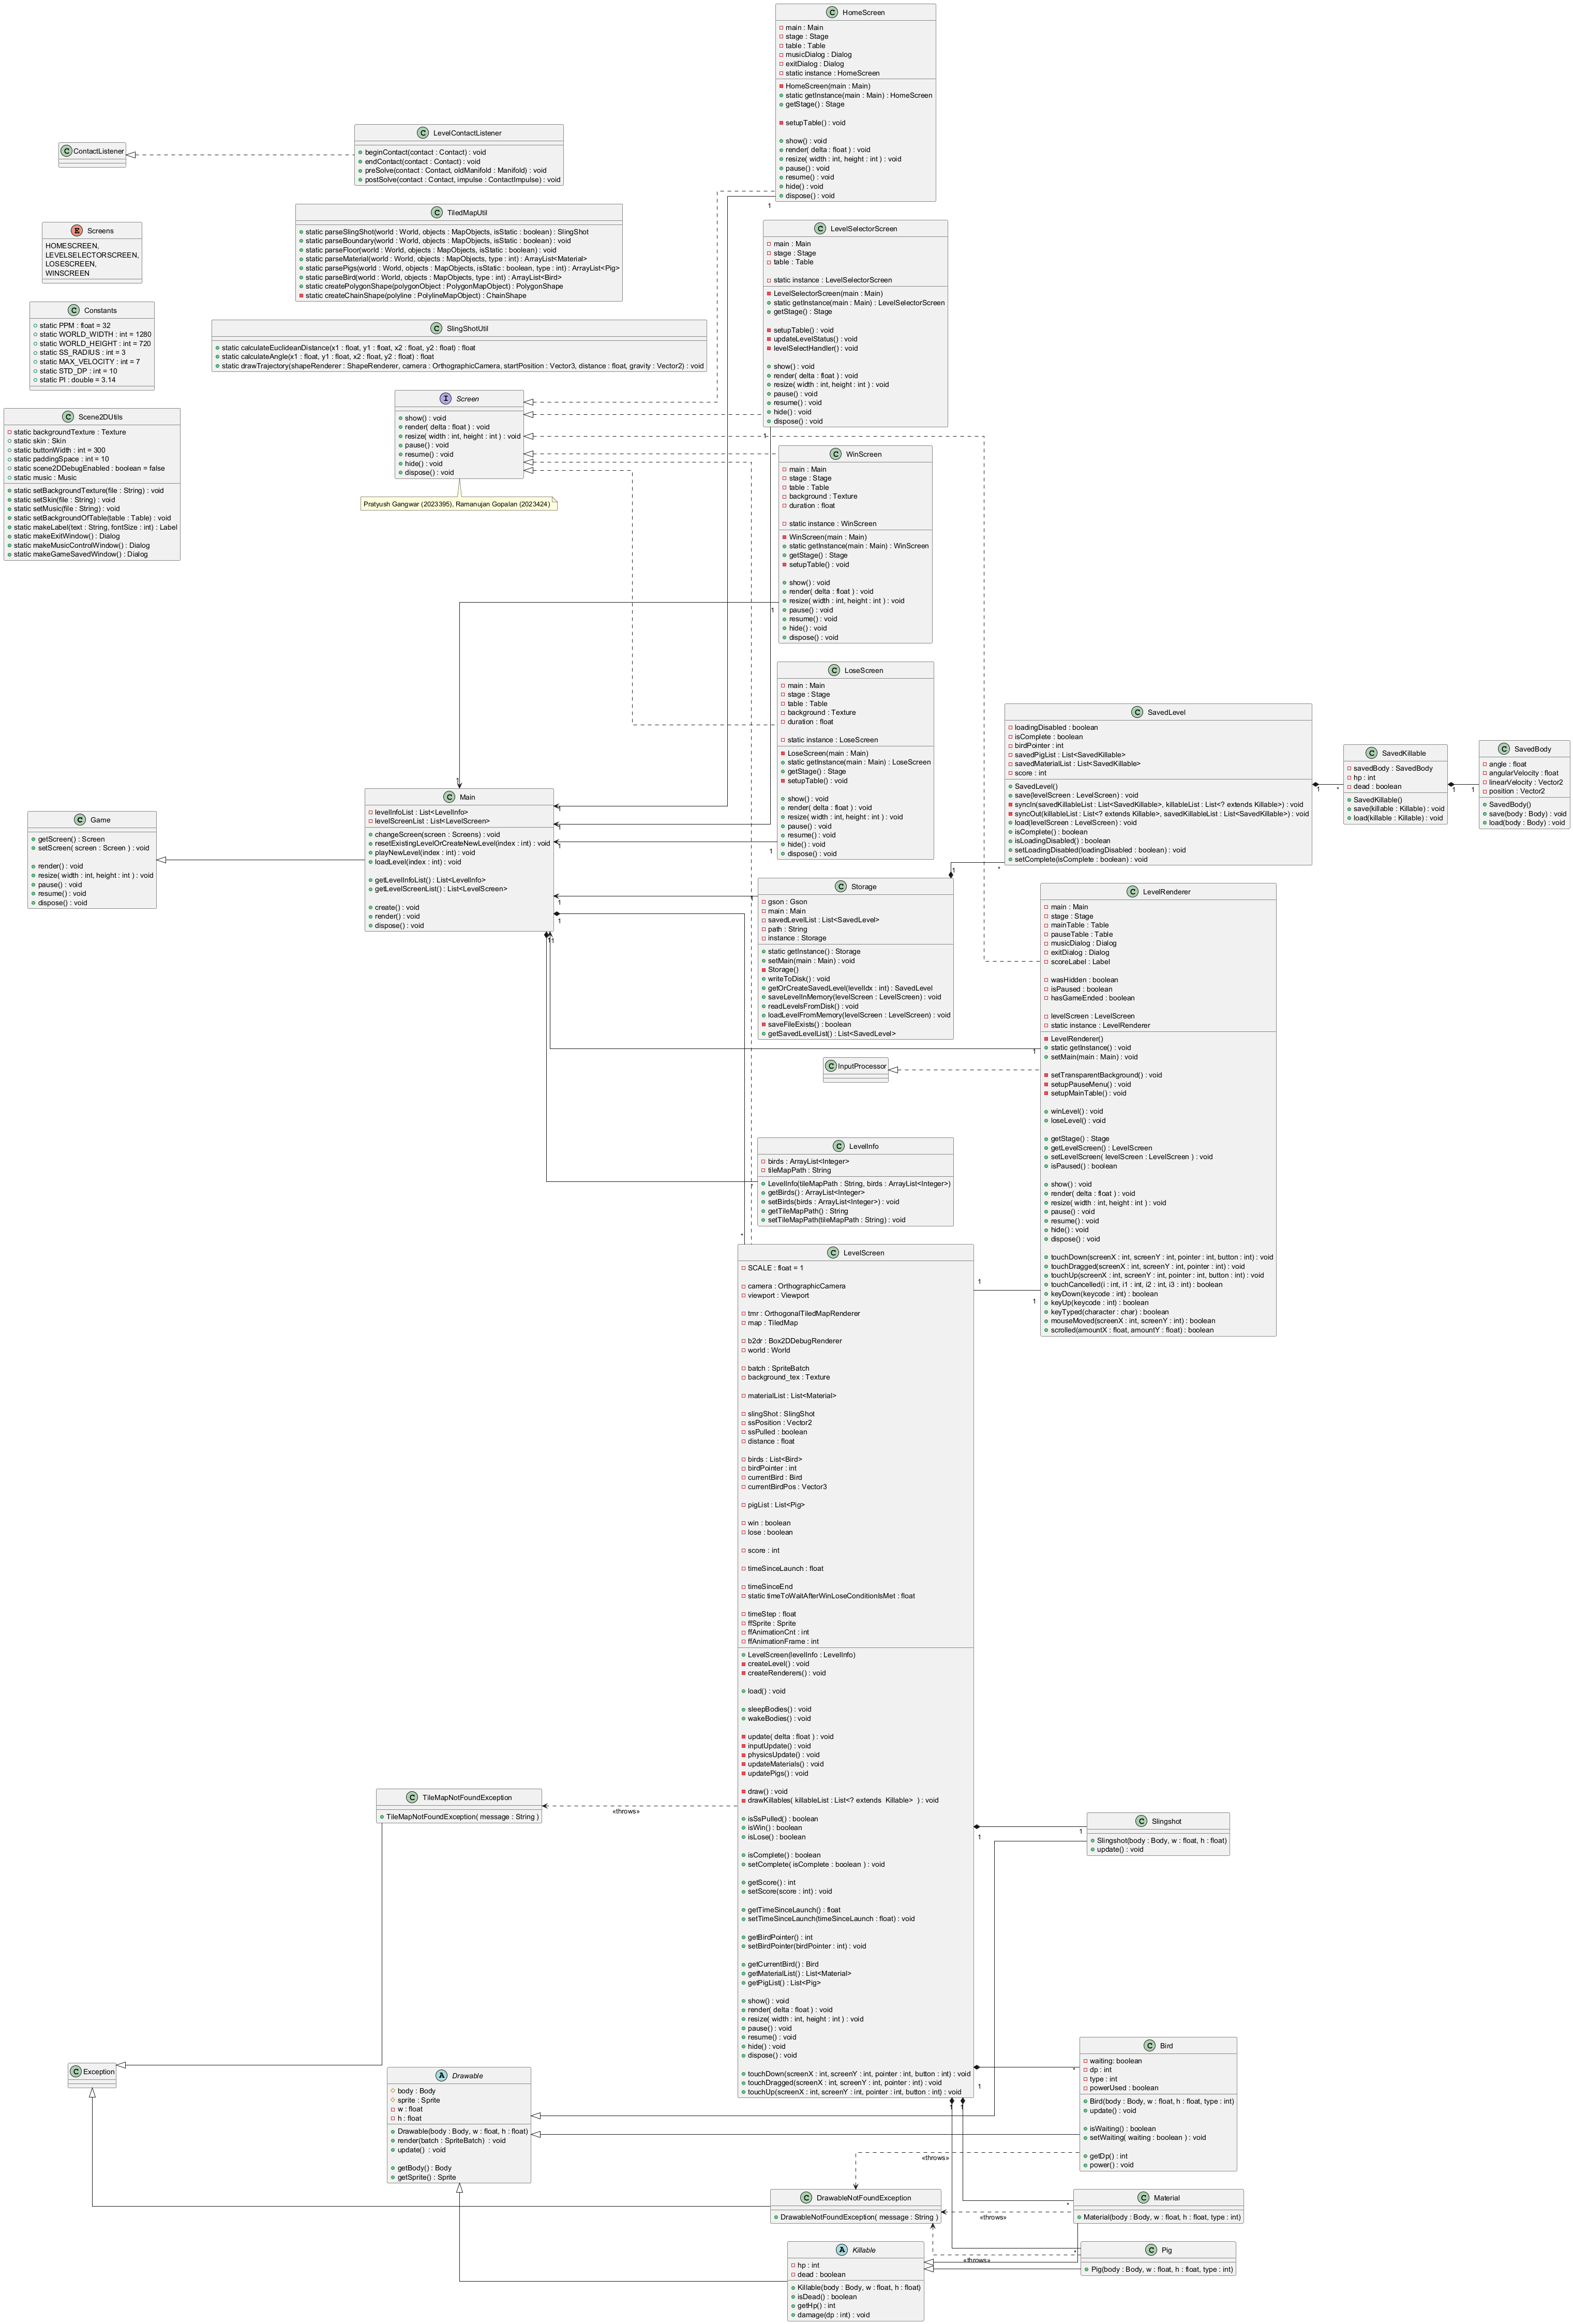 HomeScreen
main : Main
stage : Stage
table : Table
musicDialog : Dialog
exitDialog : Dialog
static instance : HomeScreen
HomeScreen(main : Main)
static getInstance(main : Main) : HomeScreen
getStage() : Stage
setupTable() : void
show() : void
render( delta : float ) : void
resize( width : int, height : int ) : void
pause() : void
resume() : void
hide() : void
dispose() : void
1
ContactListener
LevelContactListener
beginContact(contact : Contact) : void
endContact(contact : Contact) : void
preSolve(contact : Contact, oldManifold : Manifold) : void
postSolve(contact : Contact, impulse : ContactImpulse) : void
Screens
HOMESCREEN,
LEVELSELECTORSCREEN,
LOSESCREEN,
WINSCREEN
TiledMapUtil
static parseSlingShot(world : World, objects : MapObjects, isStatic : boolean) : SlingShot
static parseBoundary(world : World, objects : MapObjects, isStatic : boolean) : void
static parseFloor(world : World, objects : MapObjects, isStatic : boolean) : void
static parseMaterial(world : World, objects : MapObjects, type : int) : ArrayList<Material>
static parsePigs(world : World, objects : MapObjects, isStatic : boolean, type : int) : ArrayList<Pig>
static parseBird(world : World, objects : MapObjects, type : int) : ArrayList<Bird>
static createPolygonShape(polygonObject : PolygonMapObject) : PolygonShape
static createChainShape(polyline : PolylineMapObject) : ChainShape
LevelSelectorScreen
main : Main
stage : Stage
table : Table
static instance : LevelSelectorScreen
LevelSelectorScreen(main : Main)
static getInstance(main : Main) : LevelSelectorScreen
getStage() : Stage
setupTable() : void
updateLevelStatus() : void
levelSelectHandler() : void
show() : void
render( delta : float ) : void
resize( width : int, height : int ) : void
pause() : void
resume() : void
hide() : void
dispose() : void
1
Constants
static PPM : float = 32
static WORLD_WIDTH : int = 1280
static WORLD_HEIGHT : int = 720
static SS_RADIUS : int = 3
static MAX_VELOCITY : int = 7
static STD_DP : int = 10
static PI : double = 3.14
SlingShotUtil
static calculateEuclideanDistance(x1 : float, y1 : float, x2 : float, y2 : float) : float
static calculateAngle(x1 : float, y1 : float, x2 : float, y2 : float) : float
static drawTrajectory(shapeRenderer : ShapeRenderer, camera : OrthographicCamera, startPosition : Vector3, distance : float, gravity : Vector2) : void
Scene2DUtils
static backgroundTexture : Texture
static skin : Skin
static buttonWidth : int = 300
static paddingSpace : int = 10
static scene2DDebugEnabled : boolean = false
static music : Music
static setBackgroundTexture(file : String) : void
static setSkin(file : String) : void
static setMusic(file : String) : void
static setBackgroundOfTable(table : Table) : void
static makeLabel(text : String, fontSize : int) : Label
static makeExitWindow() : Dialog
static makeMusicControlWindow() : Dialog
static makeGameSavedWindow() : Dialog
Screen
show() : void
render( delta : float ) : void
resize( width : int, height : int ) : void
pause() : void
resume() : void
hide() : void
dispose() : void
Pratyush Gangwar (2023395), Ramanujan Gopalan (2023424)
WinScreen
main : Main
stage : Stage
table : Table
background : Texture
duration : float
static instance : WinScreen
WinScreen(main : Main)
static getInstance(main : Main) : WinScreen
getStage() : Stage
setupTable() : void
show() : void
render( delta : float ) : void
resize( width : int, height : int ) : void
pause() : void
resume() : void
hide() : void
dispose() : void
1
LoseScreen
main : Main
stage : Stage
table : Table
background : Texture
duration : float
static instance : LoseScreen
LoseScreen(main : Main)
static getInstance(main : Main) : LoseScreen
getStage() : Stage
setupTable() : void
show() : void
render( delta : float ) : void
resize( width : int, height : int ) : void
pause() : void
resume() : void
hide() : void
dispose() : void
1
SavedLevel
loadingDisabled : boolean
isComplete : boolean
birdPointer : int
savedPigList : List<SavedKillable>
savedMaterialList : List<SavedKillable>
score : int
SavedLevel()
save(levelScreen : LevelScreen) : void
syncIn(savedKillableList : List<SavedKillable>, killableList : List<? extends Killable>) : void
syncOut(killableList : List<? extends Killable>, savedKillableList : List<SavedKillable>) : void
load(levelScreen : LevelScreen) : void
isComplete() : boolean
isLoadingDisabled() : boolean
setLoadingDisabled(loadingDisabled : boolean) : void
setComplete(isComplete : boolean) : void
1
*
SavedKillable
savedBody : SavedBody
hp : int
dead : boolean
SavedKillable()
save(killable : Killable) : void
load(killable : Killable) : void
1
1
SavedBody
angle : float
angularVelocity : float
linearVelocity : Vector2
position : Vector2
SavedBody()
save(body : Body) : void
load(body : Body) : void
Game
getScreen() : Screen
setScreen( screen : Screen ) : void
render() : void
resize( width : int, height : int ) : void
pause() : void
resume() : void
dispose() : void
1
Main
levelInfoList : List<LevelInfo>
levelScreenList : List<LevelScreen>
changeScreen(screen : Screens) : void
resetExistingLevelOrCreateNewLevel(index : int) : void
playNewLevel(index : int) : void
loadLevel(index : int) : void
getLevelInfoList() : List<LevelInfo>
getLevelScreenList() : List<LevelScreen>
create() : void
render() : void
dispose() : void
1
1
1
1
1
1
1
Storage
gson : Gson
main : Main
savedLevelList : List<SavedLevel>
path : String
instance : Storage
static getInstance() : Storage
setMain(main : Main) : void
Storage()
writeToDisk() : void
getOrCreateSavedLevel(levelIdx : int) : SavedLevel
saveLevelInMemory(levelScreen : LevelScreen) : void
readLevelsFromDisk() : void
loadLevelFromMemory(levelScreen : LevelScreen) : void
saveFileExists() : boolean
getSavedLevelList() : List<SavedLevel>
1
1
*
LevelRenderer
main : Main
stage : Stage
mainTable : Table
pauseTable : Table
musicDialog : Dialog
exitDialog : Dialog
scoreLabel : Label
wasHidden : boolean
isPaused : boolean
hasGameEnded : boolean
levelScreen : LevelScreen
static instance : LevelRenderer
LevelRenderer()
static getInstance() : void
setMain(main : Main) : void
setTransparentBackground() : void
setupPauseMenu() : void
setupMainTable() : void
winLevel() : void
loseLevel() : void
getStage() : Stage
getLevelScreen() : LevelScreen
setLevelScreen( levelScreen : LevelScreen ) : void
isPaused() : boolean
show() : void
render( delta : float ) : void
resize( width : int, height : int ) : void
pause() : void
resume() : void
hide() : void
dispose() : void
touchDown(screenX : int, screenY : int, pointer : int, button : int) : void
touchDragged(screenX : int, screenY : int, pointer : int) : void
touchUp(screenX : int, screenY : int, pointer : int, button : int) : void
touchCancelled(i : int, i1 : int, i2 : int, i3 : int) : boolean
keyDown(keycode : int) : boolean
keyUp(keycode : int) : boolean
keyTyped(character : char) : boolean
mouseMoved(screenX : int, screenY : int) : boolean
scrolled(amountX : float, amountY : float) : boolean
1
1
InputProcessor
LevelInfo
birds : ArrayList<Integer>
tileMapPath : String
LevelInfo(tileMapPath : String, birds : ArrayList<Integer>)
getBirds() : ArrayList<Integer>
setBirds(birds : ArrayList<Integer>) : void
getTileMapPath() : String
setTileMapPath(tileMapPath : String) : void
*
*
LevelScreen
SCALE : float = 1
camera : OrthographicCamera
viewport : Viewport
tmr : OrthogonalTiledMapRenderer
map : TiledMap
b2dr : Box2DDebugRenderer
world : World
batch : SpriteBatch
background_tex : Texture
materialList : List<Material>
slingShot : SlingShot
ssPosition : Vector2
ssPulled : boolean
distance : float
birds : List<Bird>
birdPointer : int
currentBird : Bird
currentBirdPos : Vector3
pigList : List<Pig>
win : boolean
lose : boolean
score : int
timeSinceLaunch : float
timeSinceEnd
static timeToWaitAfterWinLoseConditionIsMet : float
timeStep : float
ffSprite : Sprite
ffAnimationCnt : int
ffAnimationFrame : int
LevelScreen(levelInfo : LevelInfo)
createLevel() : void
createRenderers() : void
load() : void
sleepBodies() : void
wakeBodies() : void
update( delta : float ) : void
inputUpdate() : void
physicsUpdate() : void
updateMaterials() : void
updatePigs() : void
draw() : void
drawKillables( killableList : List<? extends  Killable>  ) : void
isSsPulled() : boolean
isWin() : boolean
isLose() : boolean
isComplete() : boolean
setComplete( isComplete : boolean ) : void
getScore() : int
setScore(score : int) : void
getTimeSinceLaunch() : float
setTimeSinceLaunch(timeSinceLaunch : float) : void
getBirdPointer() : int
setBirdPointer(birdPointer : int) : void
getCurrentBird() : Bird
getMaterialList() : List<Material>
getPigList() : List<Pig>
show() : void
render( delta : float ) : void
resize( width : int, height : int ) : void
pause() : void
resume() : void
hide() : void
dispose() : void
touchDown(screenX : int, screenY : int, pointer : int, button : int) : void
touchDragged(screenX : int, screenY : int, pointer : int) : void
touchUp(screenX : int, screenY : int, pointer : int, button : int) : void
1
1
1
1
1
TileMapNotFoundException
TileMapNotFoundException( message : String )
«throws»
Slingshot
Slingshot(body : Body, w : float, h : float)
update() : void
1
Exception
Drawable
body : Body
sprite : Sprite
w : float
h : float
Drawable(body : Body, w : float, h : float)
render(batch : SpriteBatch)  : void
update()  : void
getBody() : Body
getSprite() : Sprite
Bird
waiting: boolean
dp : int
type : int
powerUsed : boolean
Bird(body : Body, w : float, h : float, type : int)
update() : void
isWaiting() : boolean
setWaiting( waiting : boolean ) : void
getDp() : int
power() : void
*
«throws»
DrawableNotFoundException
DrawableNotFoundException( message : String )
«throws»
*
Material
Material(body : Body, w : float, h : float, type : int)
Killable
hp : int
dead : boolean
Killable(body : Body, w : float, h : float)
isDead() : boolean
getHp() : int
damage(dp : int) : void
«throws»
*
Pig
Pig(body : Body, w : float, h : float, type : int)